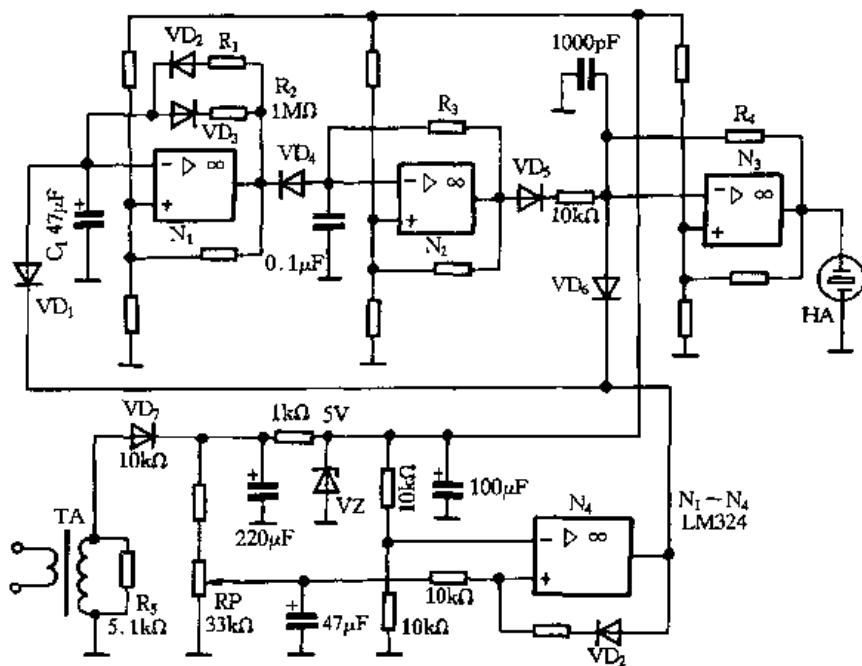 VD₂
R₁
1000pF
R₂
1MΩ
VD₃
R₃
R₄
VD₄
VD₅
N₃
− ▷ ∞
+
− ▷ ∞
+
− ▷ ∞
+
C₁ 47μF
N₁
10kΩ
N₂
0.1μF
VD₁
VD₆
HA
VD₇
1kΩ
5V
10kΩ
10kΩ
100μF
N₄
N₁－N₄
LM324
VZ
TA
220μF
− ▷ ∞
+
R₅
5.1kΩ
RP
33kΩ
47μF
10kΩ
10kΩ
VD₂